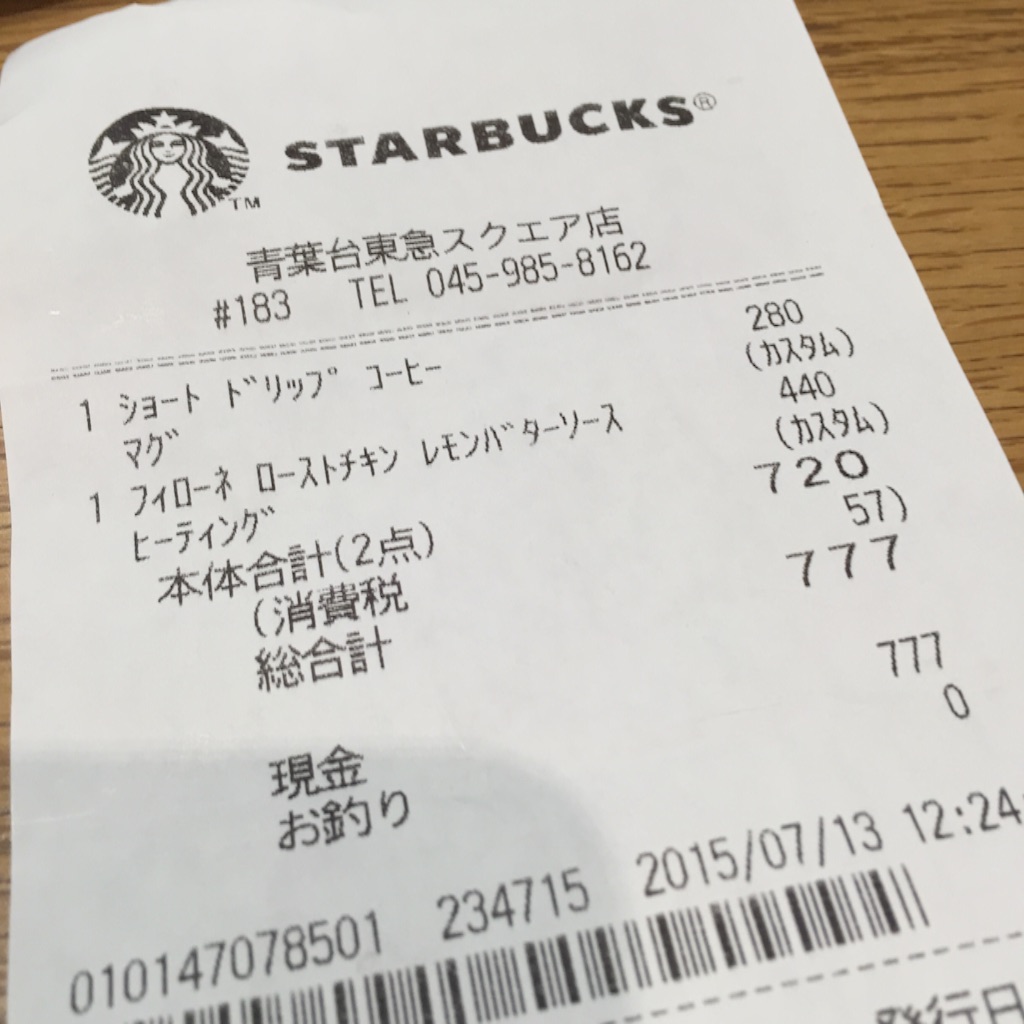 STARBUCKS®
TM
青葉台東急スクエア店
#183 TEL 045-985-8162
1 ショート ドリップ コーヒー 280
マグ (カスタム)
1 フィローネ ローストチキン レモンバターソース 440
ヒーティング (カスタム)
本体合計(2点) 720
(消費税 57)
総合計 777
現金 777
お釣り 0
010147078501 234715 2015/07/13 12:24
発行日